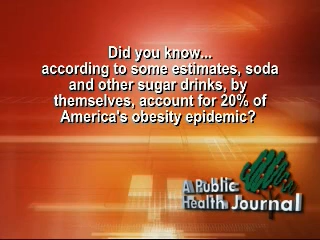 Did you know...
according to some estimates, soda
and other sugar drinks, by
themselves, account for 20% of
America's obesity epidemic?
A Public
Health Journal